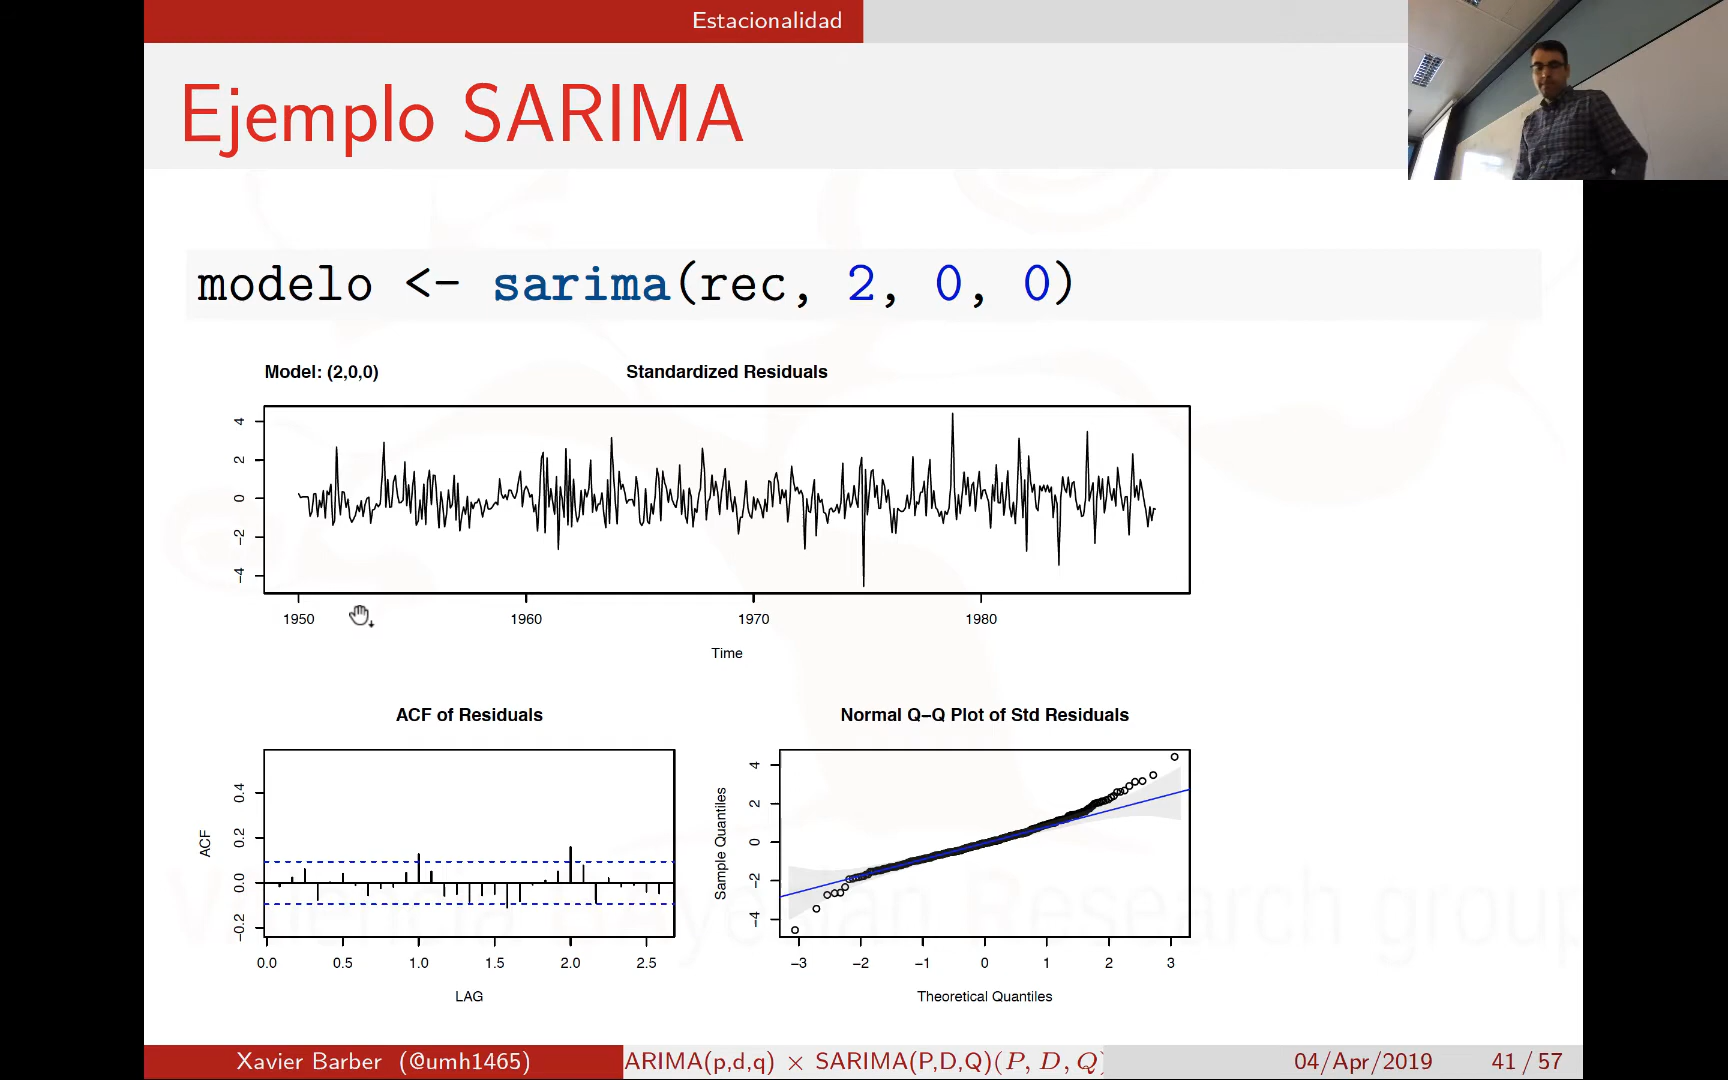 Estacionalidad
Ejemplo SARIMA
modelo <- sarima(rec, 2, 0, 0)
Model: (2,0,0)
Standardized Residuals
4
2
0
−2
−4
1950 1960 1970 1980
Time
ACF of Residuals
ACF
0.4
0.2
0.0
−0.2
0.0 0.5 1.0 1.5 2.0 2.5
LAG
Normal Q−Q Plot of Std Residuals
Sample Quantiles
4
2
0
−2
−4
−3 −2 −1 0 1 2 3
Theoretical Quantiles
Research group
Xavier Barber (@umh1465) ARIMA(p,d,q) × SARIMA(P,D,Q)(P, D, Q) 04/Apr/2019 41 / 57